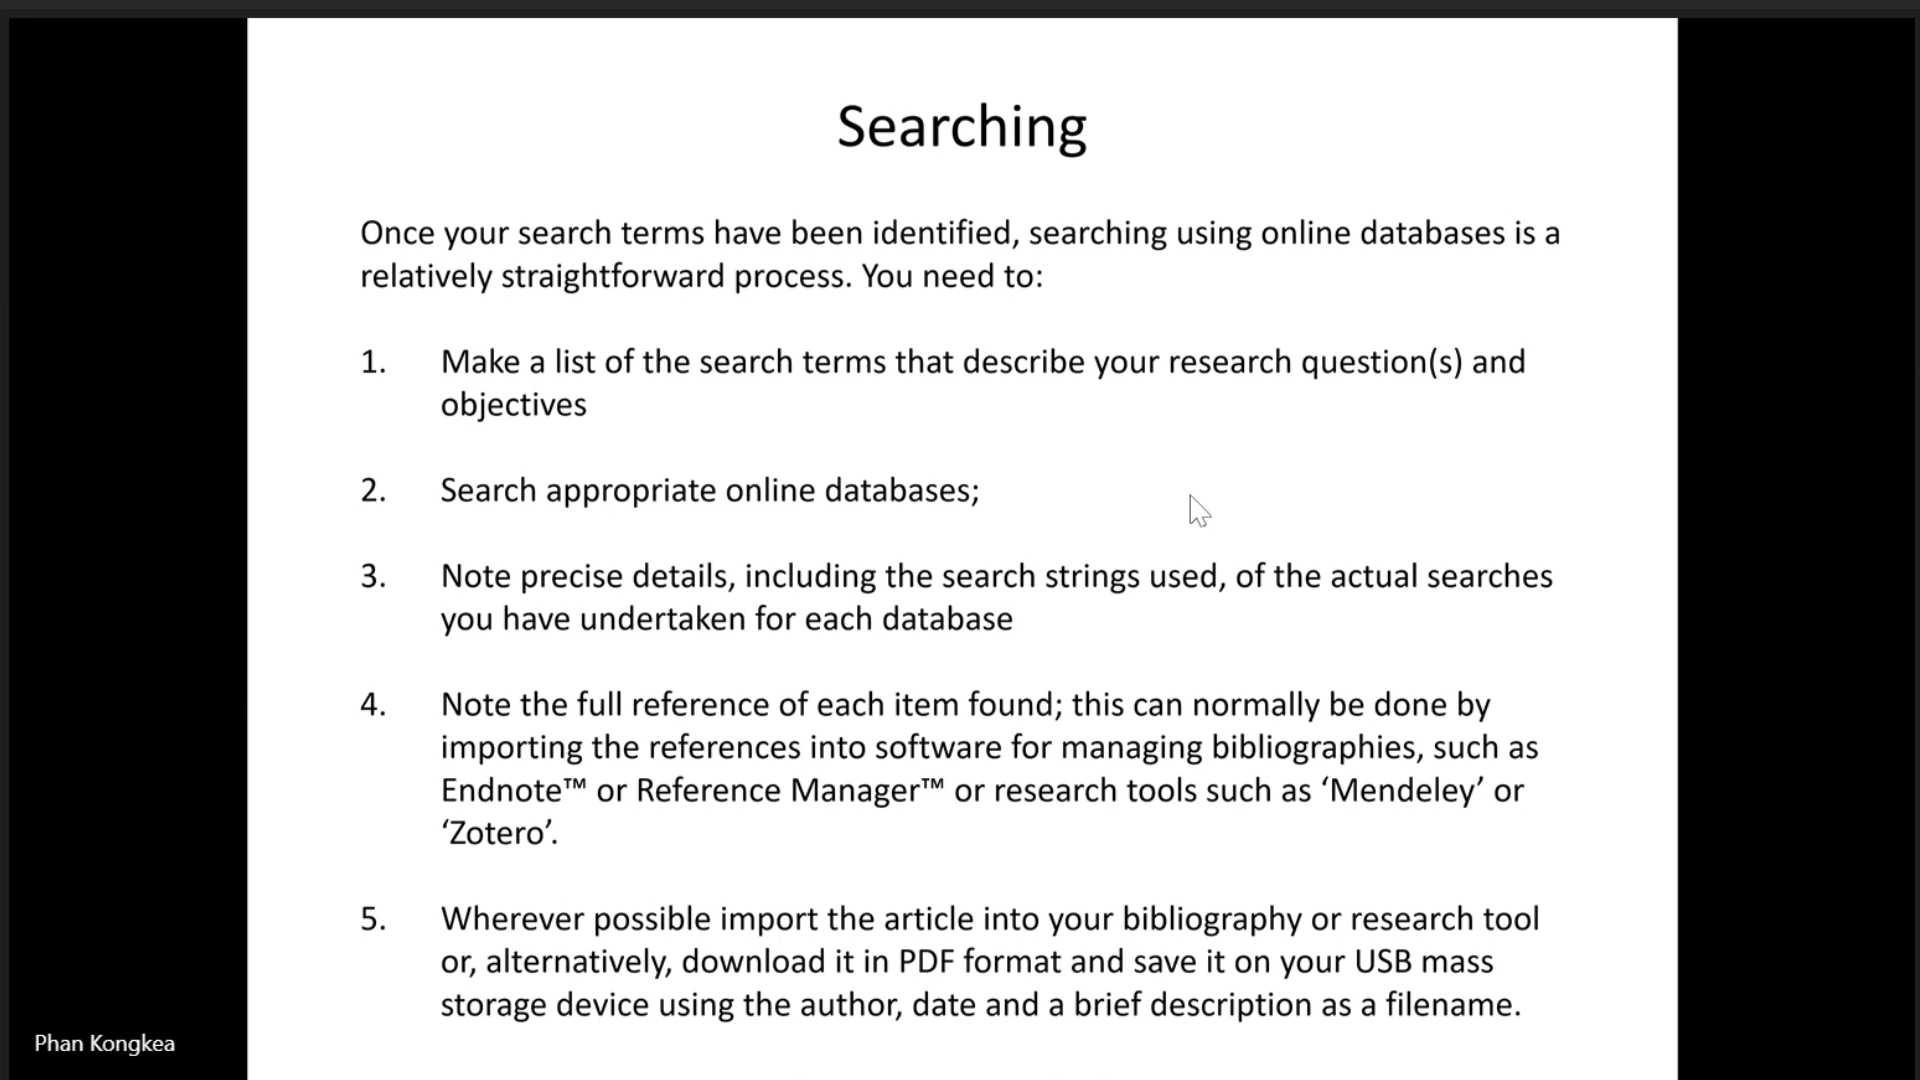 Searching
Once your search terms have been identified, searching using online databases is a
relatively straightforward process. You need to:
1. Make a list of the search terms that describe your research question(s) and
objectives
2. Search appropriate online databases;
3. Note precise details, including the search strings used, of the actual searches
you have undertaken for each database
4. Note the full reference of each item found; this can normally be done by
importing the references into software for managing bibliographies, such as
Endnote™ or Reference Manager™ or research tools such as ‘Mendeley’ or
‘Zotero’.
5. Wherever possible import the article into your bibliography or research tool
or, alternatively, download it in PDF format and save it on your USB mass
storage device using the author, date and a brief description as a filename.
Phan Kongkea